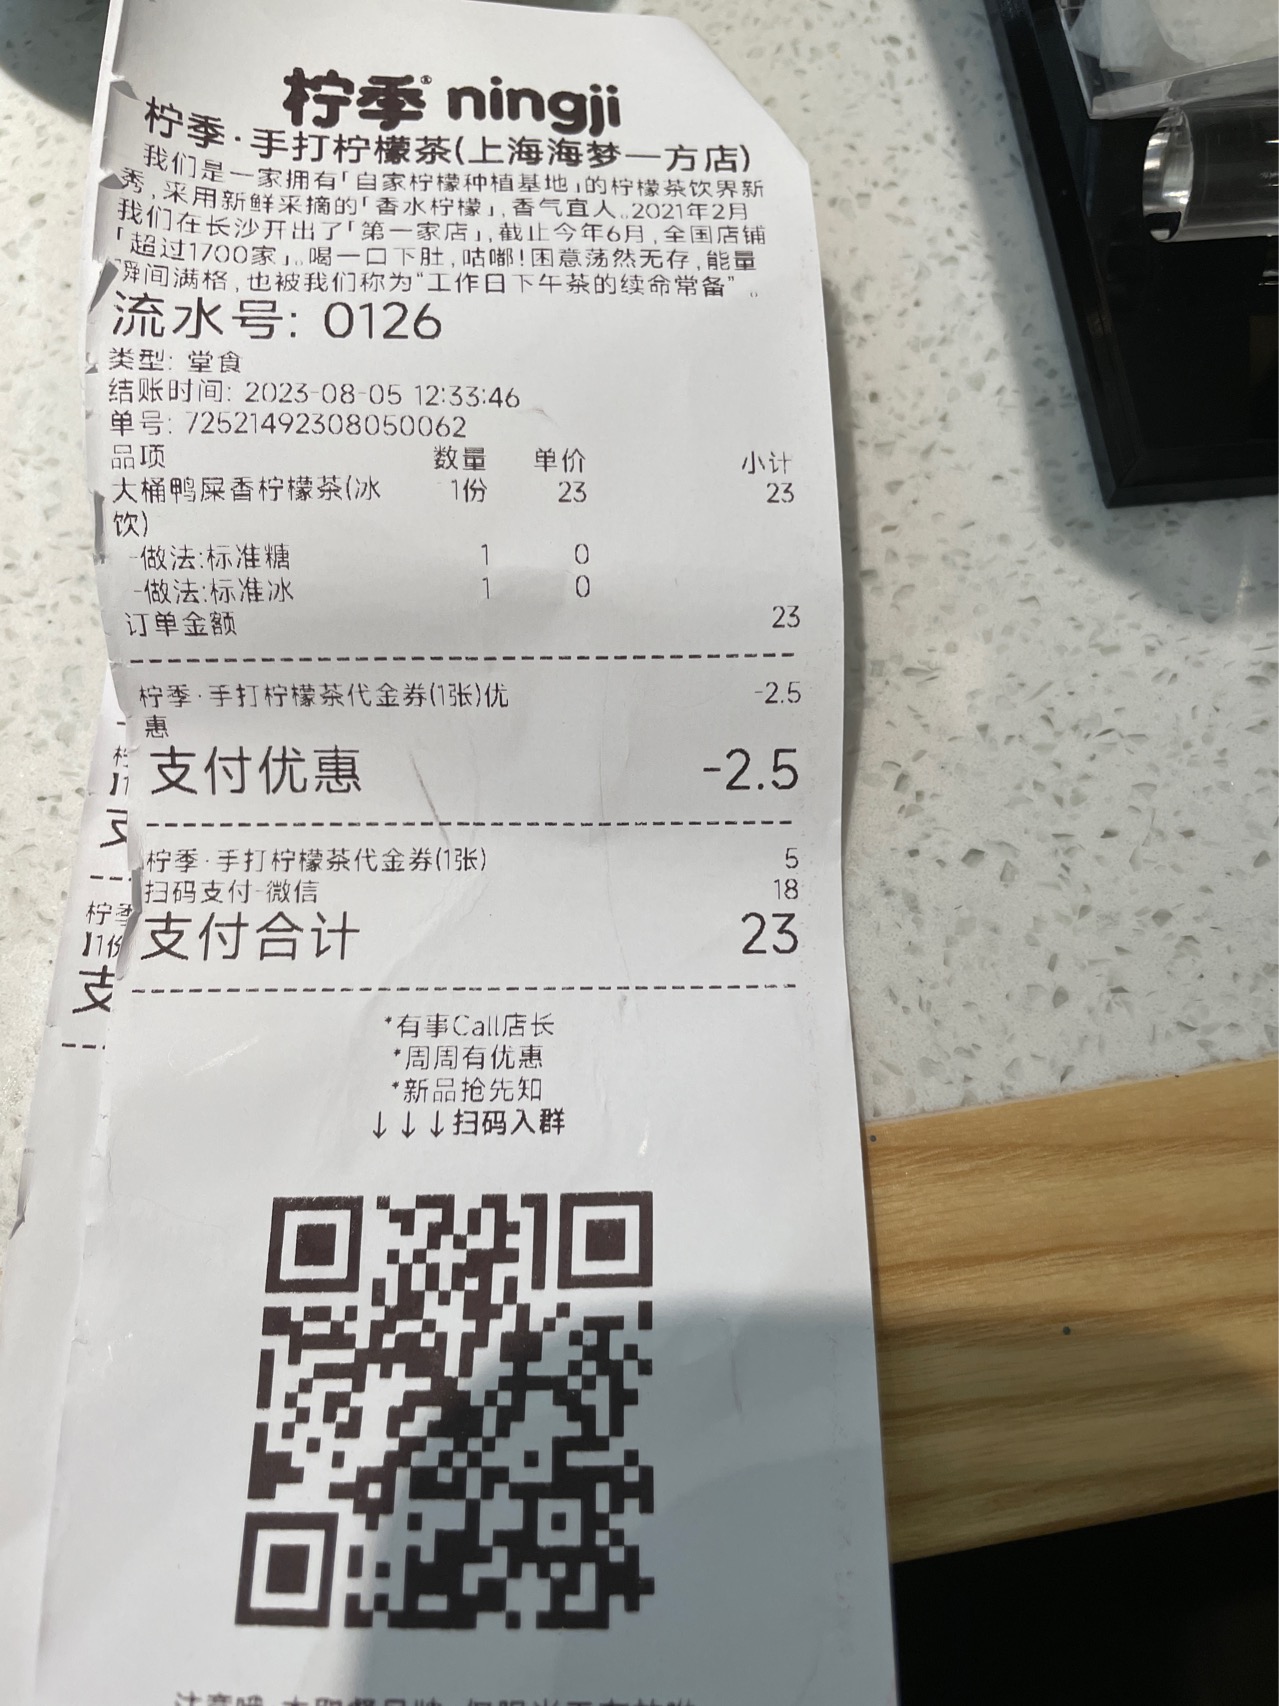 柠季® ningji
柠季·手打柠檬茶(上海海梦一方店)
我们是一家拥有「自家柠檬种植基地」的柠檬茶饮界新
秀,采用新鲜采摘的「香水柠檬」,香气宜人。2021年2月
我们在长沙开出了「第一家店」,截止今年6月,全国店铺
「超过1700家」。喝一口下肚,咕嘟!困意荡然无存,能量
瞬间满格,也被我们称为“工作日下午茶的续命常备”。
流水号: 0126
类型: 堂食
结账时间: 2023-08-05 12:33:46
单号: 72521492308050062
品项 数量 单价 小计
大桶鸭屎香柠檬茶(冰 1份 23 23
饮)
-做法:标准糖 1 0
-做法:标准冰 1 0
订单金额 23
柠季·手打柠檬茶代金券(1张)优 -2.5
惠
支付优惠 -2.5
柠季·手打柠檬茶代金券(1张) 5
扫码支付-微信 18
支付合计 23
*有事Call店长
*周周有优惠
*新品抢先知
↓↓↓扫码入群